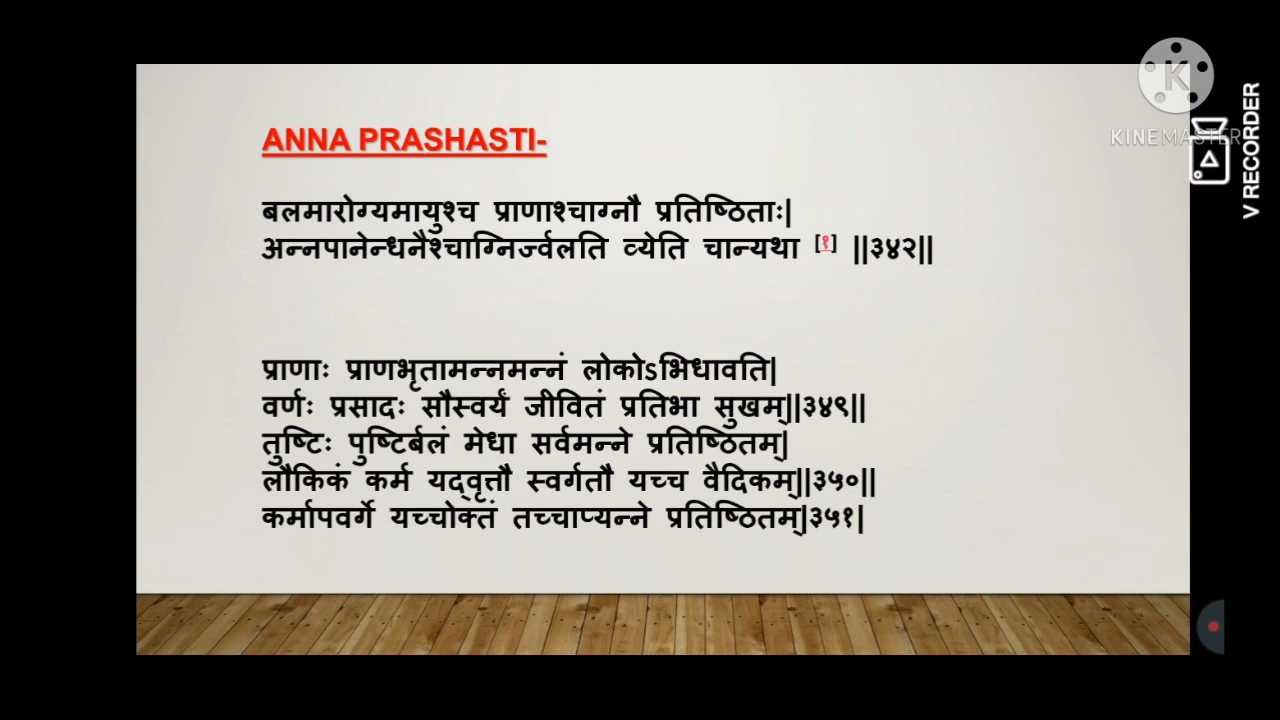 ANNA PRASHASTI-
बलमारोग्यमायुश्च प्राणाश्चाग्नौ प्रतिष्ठिताः|
अन्नपानेन्धनैश्चाग्निर्ज्वलति व्येति चान्यथा [१] ||३४२||
प्राणाः प्राणभृतामन्नमन्नं लोकोऽभिधावति|
वर्णः प्रसादः सौस्वर्यं जीवितं प्रतिभा सुखम्||३४९||
तुष्टिः पुष्टिर्बलं मेधा सर्वमन्ने प्रतिष्ठितम्|
लौकिकं कर्म यद्वृत्तौ स्वर्गतौ यच्च वैदिकम्||३५०||
कर्मापवर्गे यच्चोक्तं तच्चाप्यन्ने प्रतिष्ठितम्|३५१|
K
KINEMASTER
V RECORDER